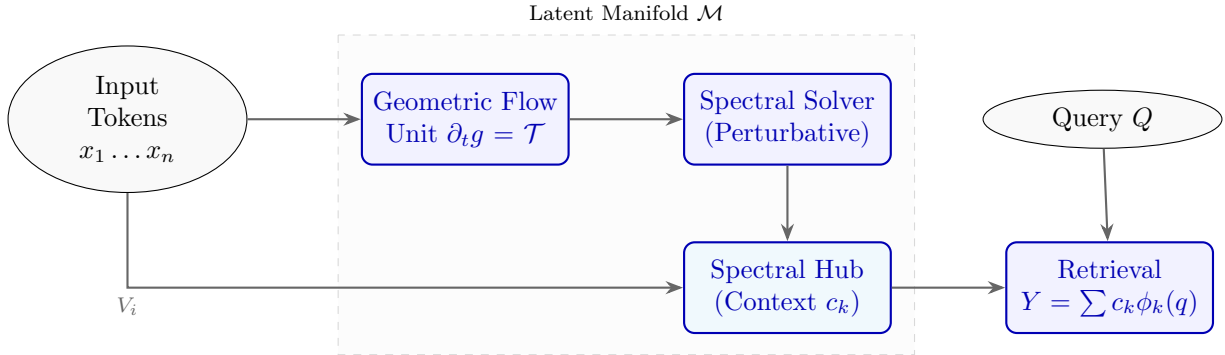 Latent Manifold ℳ
Input
Tokens
x₁ … xₙ
Geometric Flow
Unit ∂ₜg = 𝒯
Spectral Solver
(Perturbative)
Query Q
Spectral Hub
(Context cₖ)
Retrieval
Y = ∑ cₖϕₖ(q)
Vᵢ